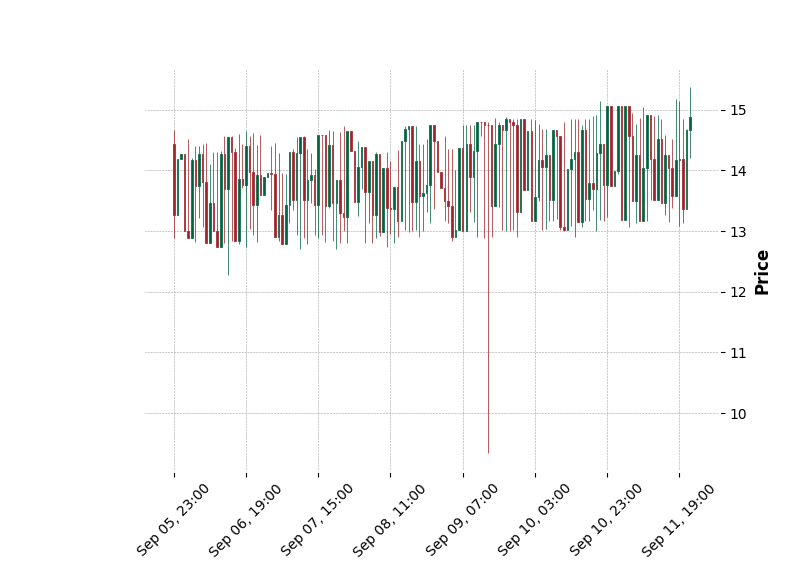 15
14
13
12
11
10
Price
Sep 05, 23:00
Sep 06, 19:00
Sep 07, 15:00
Sep 08, 11:00
Sep 09, 07:00
Sep 10, 03:00
Sep 10, 23:00
Sep 11, 19:00